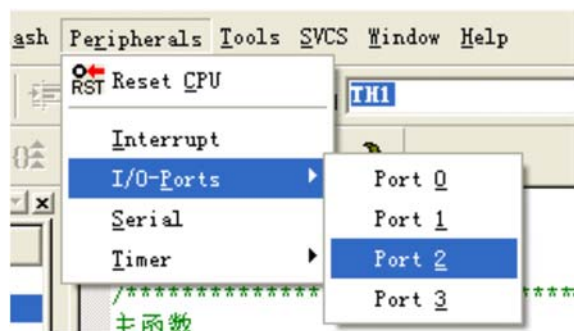 ash Peripherals Tools SVCS Window Help
RST Reset CPU
TH1
Interrupt
I/O-Ports
Port 0
Serial
Port 1
Timer
Port 2
Port 3
/**********************
主函数